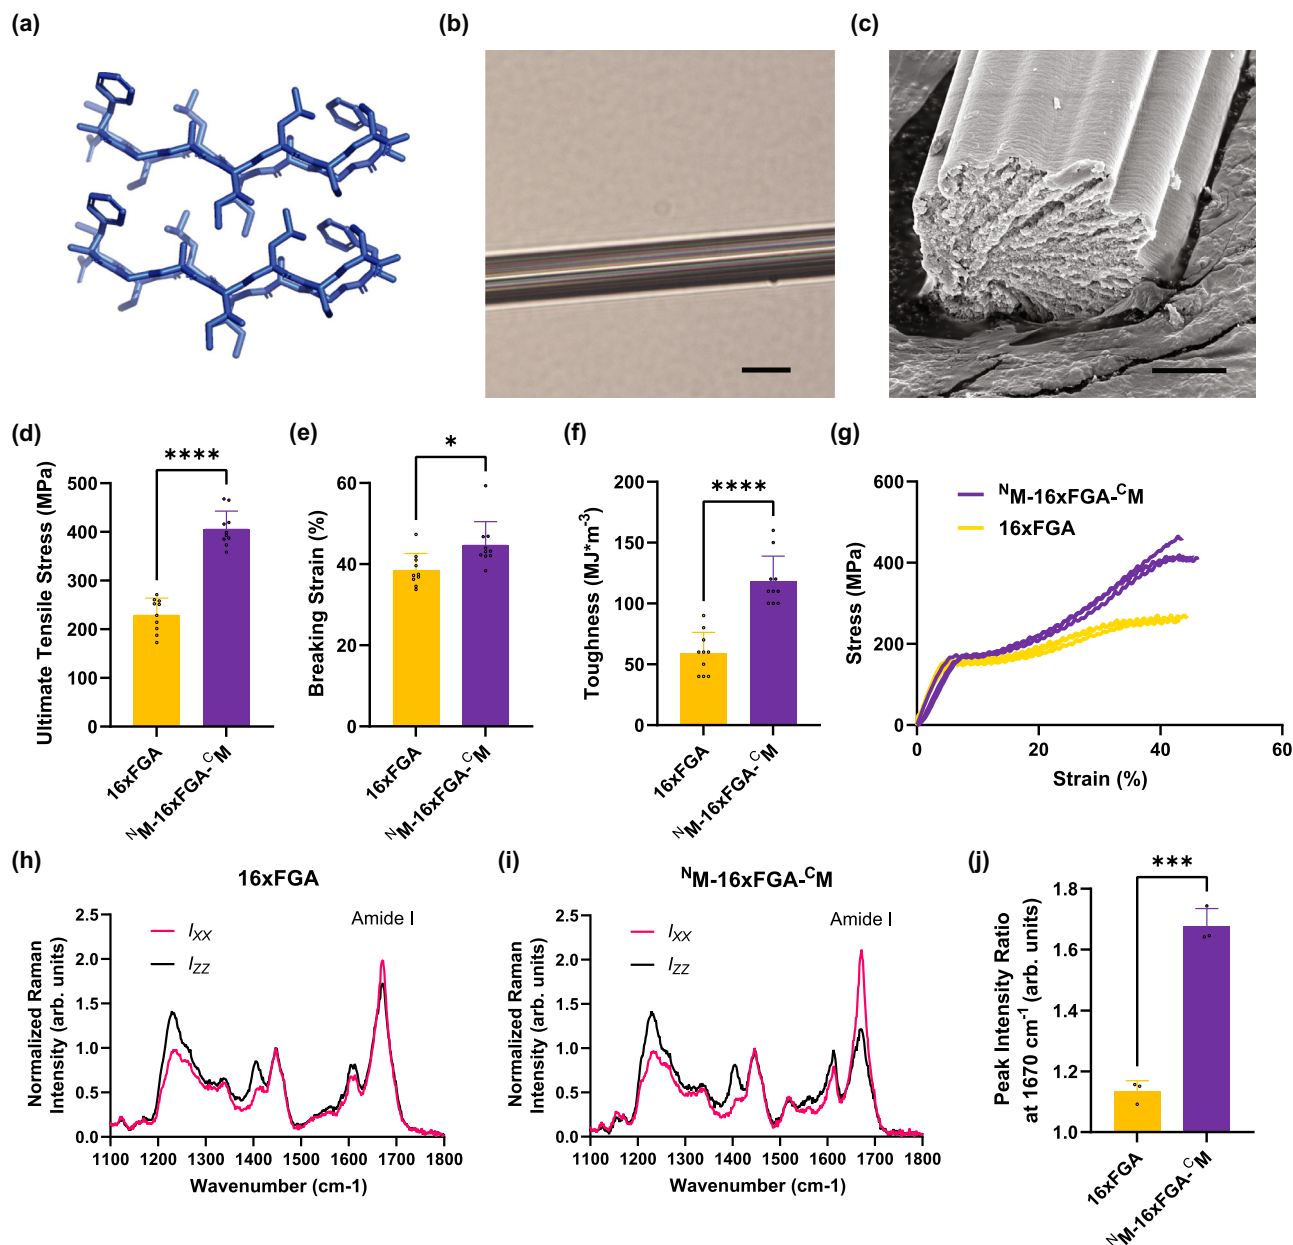 (a)
(b)
(c)
(d)
Ultimate Tensile Stress (MPa)
500
400
300
200
100
0
****
16xFGA
ᴺM-16xFGA-ᶜM
(e)
Breaking Strain (%)
60
40
20
0
*
16xFGA
ᴺM-16xFGA-ᶜM
(f)
Toughness (MJ*m⁻³)
200
150
100
50
0
****
16xFGA
ᴺM-16xFGA-ᶜM
(g)
Stress (MPa)
600
400
200
0
ᴺM-16xFGA-ᶜM
16xFGA
0 20 40 60
Strain (%)
(h)
16xFGA
Normalized Raman
Intensity (arb. units)
2.5
2.0
1.5
1.0
0.5
0.0
I_XX
I_ZZ
Amide I
1100 1200 1300 1400 1500 1600 1700 1800
Wavenumber (cm-1)
(i)
ᴺM-16xFGA-ᶜM
Normalized Raman
Intensity (arb. units)
2.5
2.0
1.5
1.0
0.5
0.0
I_XX
I_ZZ
Amide I
1100 1200 1300 1400 1500 1600 1700 1800
Wavenumber (cm-1)
(j)
Peak Intensity Ratio
at 1670 cm⁻¹ (arb. units)
1.8
1.6
1.4
1.2
1.0
***
16xFGA
ᴺM-16xFGA-ᶜM